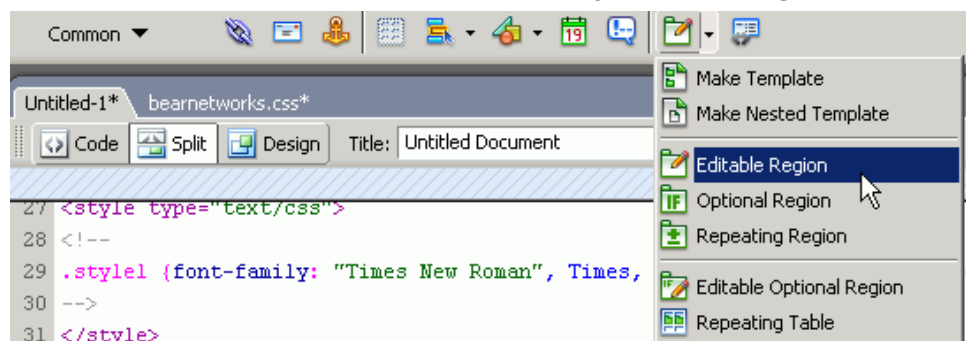 Common
19
Make Template
Make Nested Template
Untitled-1*
bearnetworks.css*
Code
Split
Design
Title:
Untitled Document
Editable Region
IF
Optional Region
Repeating Region
IF
Editable Optional Region
Repeating Table
27 <style type="text/css">
28 <!--
29 .style1 {font-family: "Times New Roman", Times,
30 -->
31 </style>